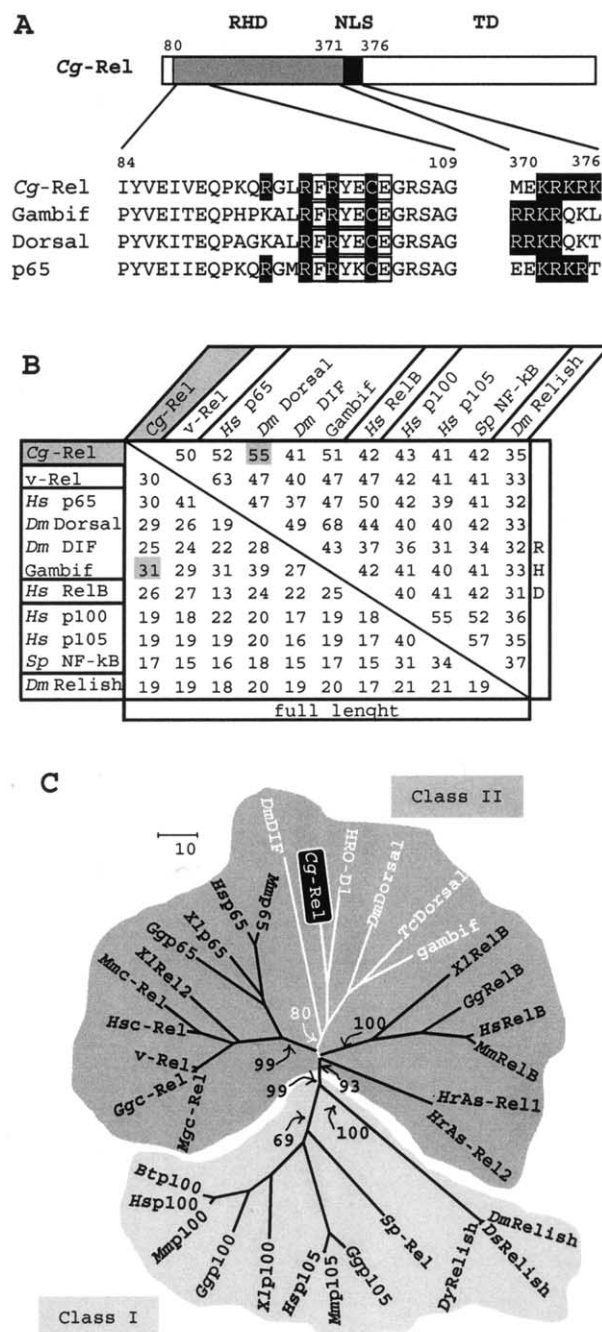 A
RHD NLS TD
80 371 376
Cg-Rel
84 109 370 376
Cg-Rel IYVEIVEQPKQRGLRFRYECEGRSAG MEKRKRK
Gambif PYVEITEQPHPKALRFRYECEGRSAG RRKRQKL
Dorsal PYVKITEQPAGKALRFRYECEGRSAG RRKRQKT
p65 PYVEIIEQPKQRGMRFRYKCEGRSAG EEKRKRT
B
Cg-Rel v-Rel Hs p65 Dm Dorsal Dm DIF Gambif Hs RelB Hs p100 Hs p105 Sp NF-kB Dm Relish
Cg-Rel 50 52 55 41 51 42 43 41 42 35
v-Rel 30 63 47 40 47 47 42 41 41 33
Hs p65 30 41 47 37 47 50 42 39 41 32
Dm Dorsal 29 26 19 49 68 44 40 40 42 33
Dm DIF 25 24 22 28 43 37 36 31 34 32 R
Gambif 31 29 31 39 27 42 41 40 41 33 H
Hs RelB 26 27 13 24 22 25 40 41 42 31 D
Hs p100 19 18 22 20 17 19 18 55 52 36
Hs p105 19 19 19 20 16 19 17 40 57 35
Sp NF-kB 17 15 16 18 15 17 15 31 34 37
Dm Relish 19 19 18 20 19 20 17 21 21 19
full lenght
C
Class II
10
DmDIF
Cg-Rel
HRO-D1
DmDorsal
TcDorsal
gambif
Mmp65
Hsp65
Xlp65
Ggp65
XlRel2
Mmc-Rel
Hsc-Rel
v-Rel
Ggc-Rel
Mgc-Rel
XlRelB
GgRelB
HsRelB
MmRelB
HrAs-Rel1
HrAs-Rel2
80
100
99
99
93
69
100
Btp100
Hsp100
Mmp100
Ggp100
Xlp100
Hsp105
Mmp105
Ggp105
Sp-Rel
DyRelish
DsRelish
DmRelish
Class I